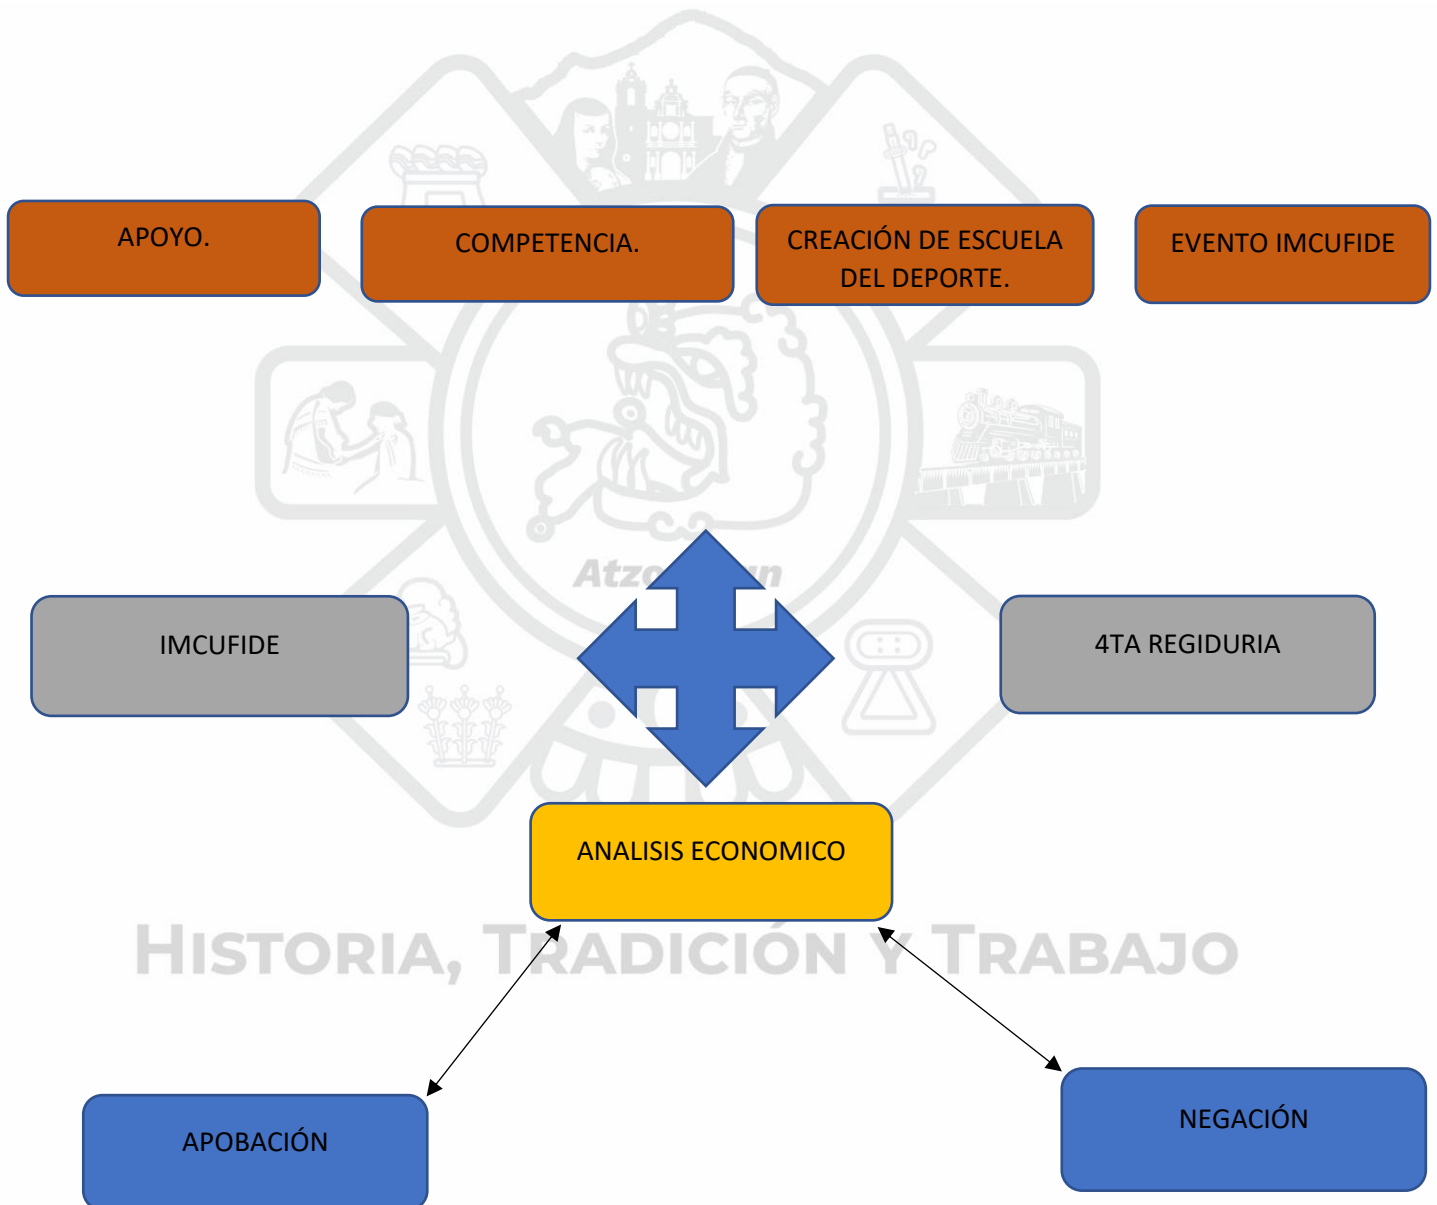 APOYO.
COMPETENCIA.
CREACIÓN DE ESCUELA
DEL DEPORTE.
EVENTO IMCUFIDE
IMCUFIDE
4TA REGIDURIA
ANALISIS ECONOMICO
HISTORIA, TRADICIÓN Y TRABAJO
APOBACIÓN
NEGACIÓN